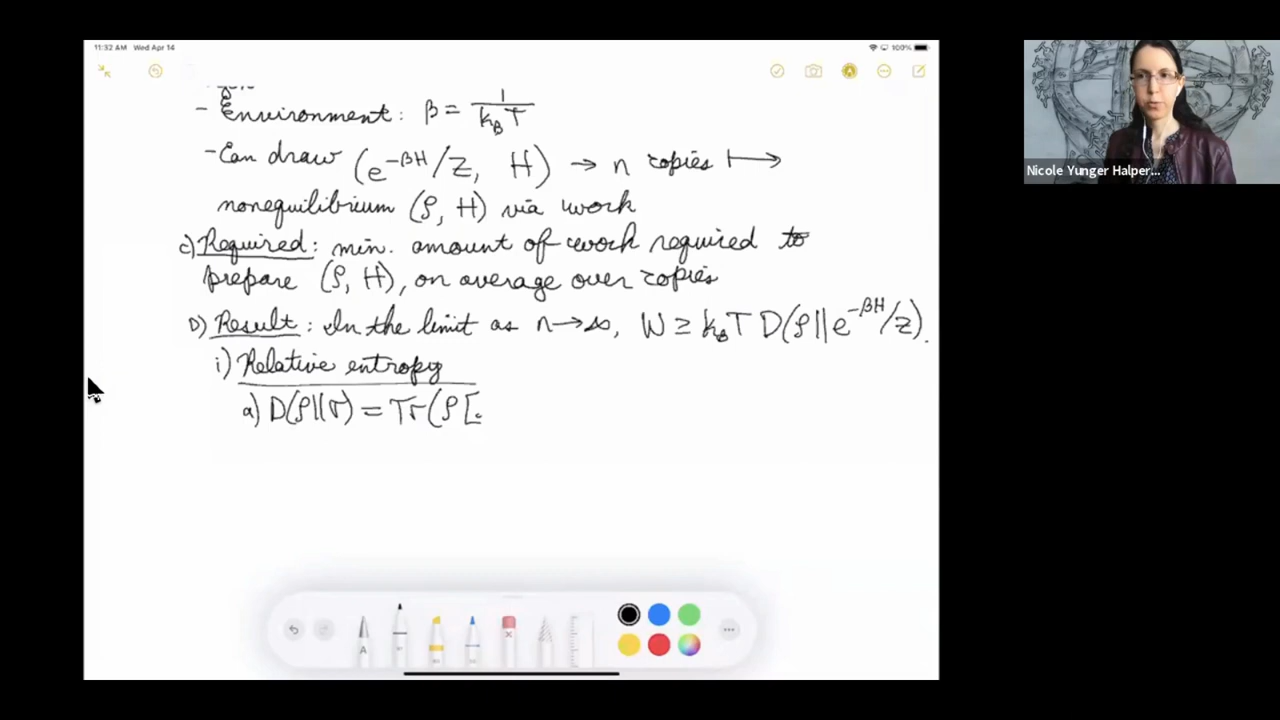 11:32 AM Wed Apr 14
100%
- Environment: β = 1/(k_B T)
- Can draw (e^{-βH}/Z, H) → n copies ↦
nonequilibrium (ρ, H) via work
c) Required: min. amount of work required to
prepare (ρ, H), on average over copies
D) Result: In the limit as n→∞, W ≥ k_B T D(ρ||e^{-βH}/Z).
i) Relative entropy
a) D(ρ||σ) = Tr(ρ [
A
Nicole Yunger Halper...